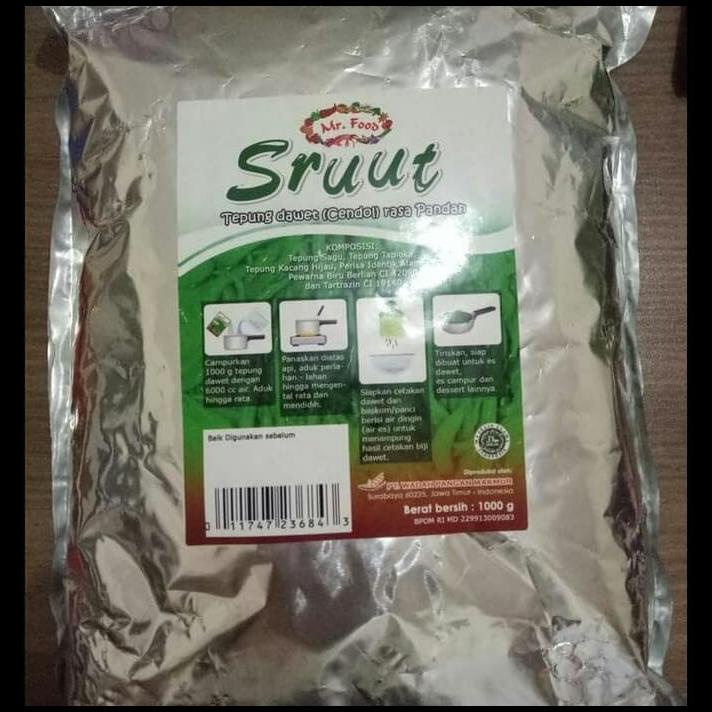 Mr. Food
Sruut
Tepung dawet (Cendol) rasa Pandan
KOMPOSISI:
Tepung Sagu, Tepung Tapioka,
Tepung Kacang Hijau, Perisa Identik Alami
Pewarna Biru Berlian CI
dan Tartrazin CI
Campurkan
1000 g tepung
dawet dengan
6000 cc air. Aduk
hingga rata
Panaskan diatas
api, aduk perla-
han - lahan
hingga mengen-
tal rata dan
mendidih.
Siapkan cetakan
dawet dan
baskom/panci
berisi air dingin
(air es) untuk
menampung
hasil cetakan biji
dawet.
Tiriskan, siap
dibuat untuk es
dawet,
es campur dan
dessert lainnya.
Baik Digunakan sebelum
0 11747 23684 3
Diproduksi oleh:
PT. WADAH PANGAN MAKMUR
Surabaya 60225, Jawa Timur - Indonesia
Berat bersih : 1000 g
BPOM RI MD 229913009083